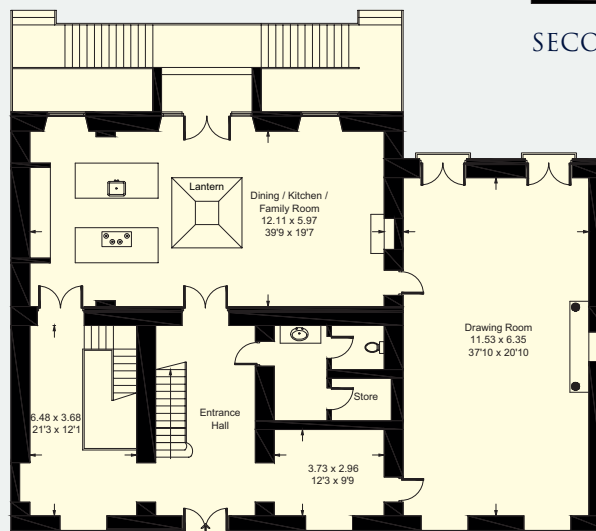 SECO
Lantern
Dining / Kitchen /
Family Room
12.11 x 5.97
39'9 x 19'7
Drawing Room
11.53 x 6.35
37'10 x 20'10
Store
6.48 x 3.68
21'3 x 12'1
Entrance
Hall
3.73 x 2.96
12'3 x 9'9